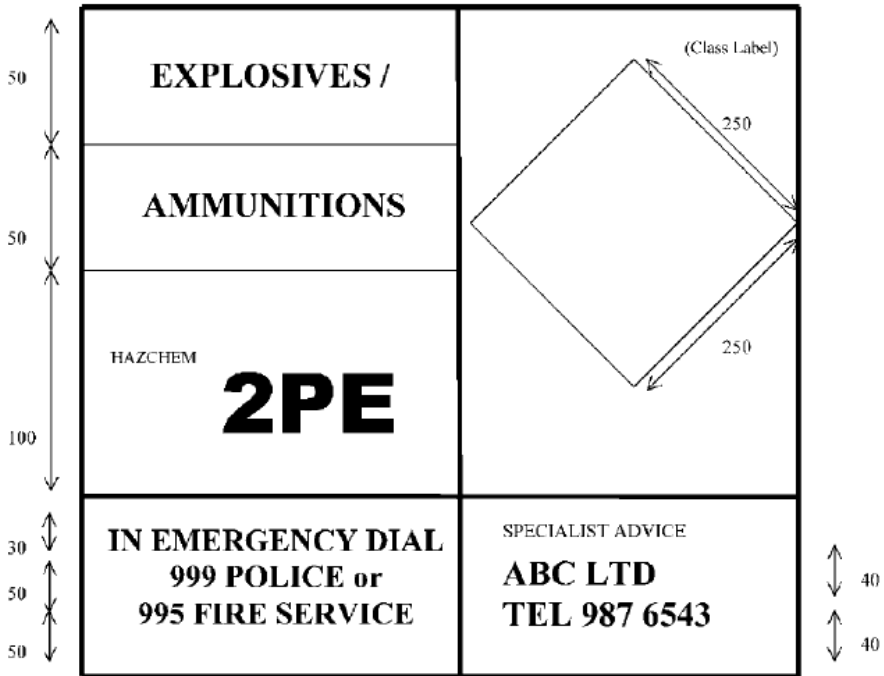 50
EXPLOSIVES /
(Class Label)
250
50
AMMUNITIONS
250
HAZCHEM
2PE
100
30
IN EMERGENCY DIAL
50
999 POLICE or
50
995 FIRE SERVICE
SPECIALIST ADVICE
ABC LTD
40
TEL 987 6543
40